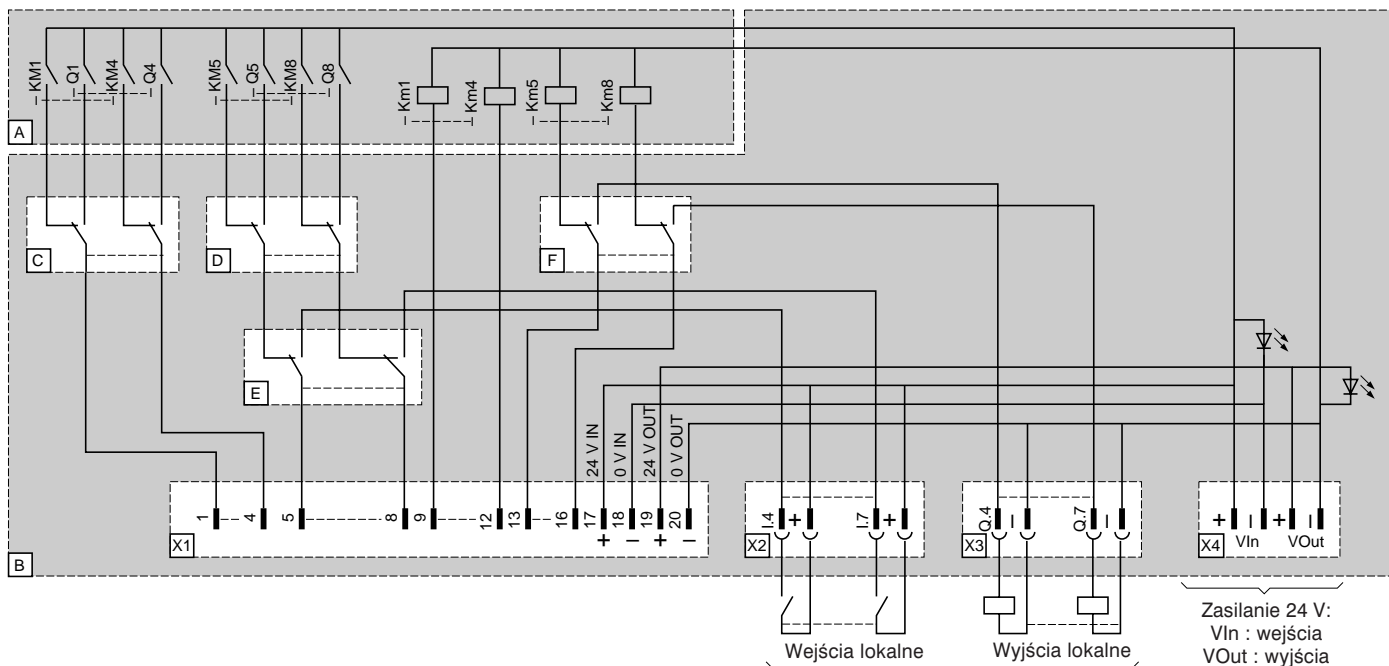 KM1 Q1 KM4 Q4 KM5 Q5 KM8 Q8 Km1 Km4 Km5 Km8
A
C D F
E
24 V IN 0 V IN 24 V OUT 0 V OUT
1 4 5 8 9 12 13 16 17 18 19 20 I.4 + I.7 + Q.4 – Q.7 – + – + –
+ – + –
X1 X2 X3 X4 VIn VOut
B
Zasilanie 24 V:
VIn : wejścia
Wejścia lokalne Wyjścia lokalne VOut : wyjścia